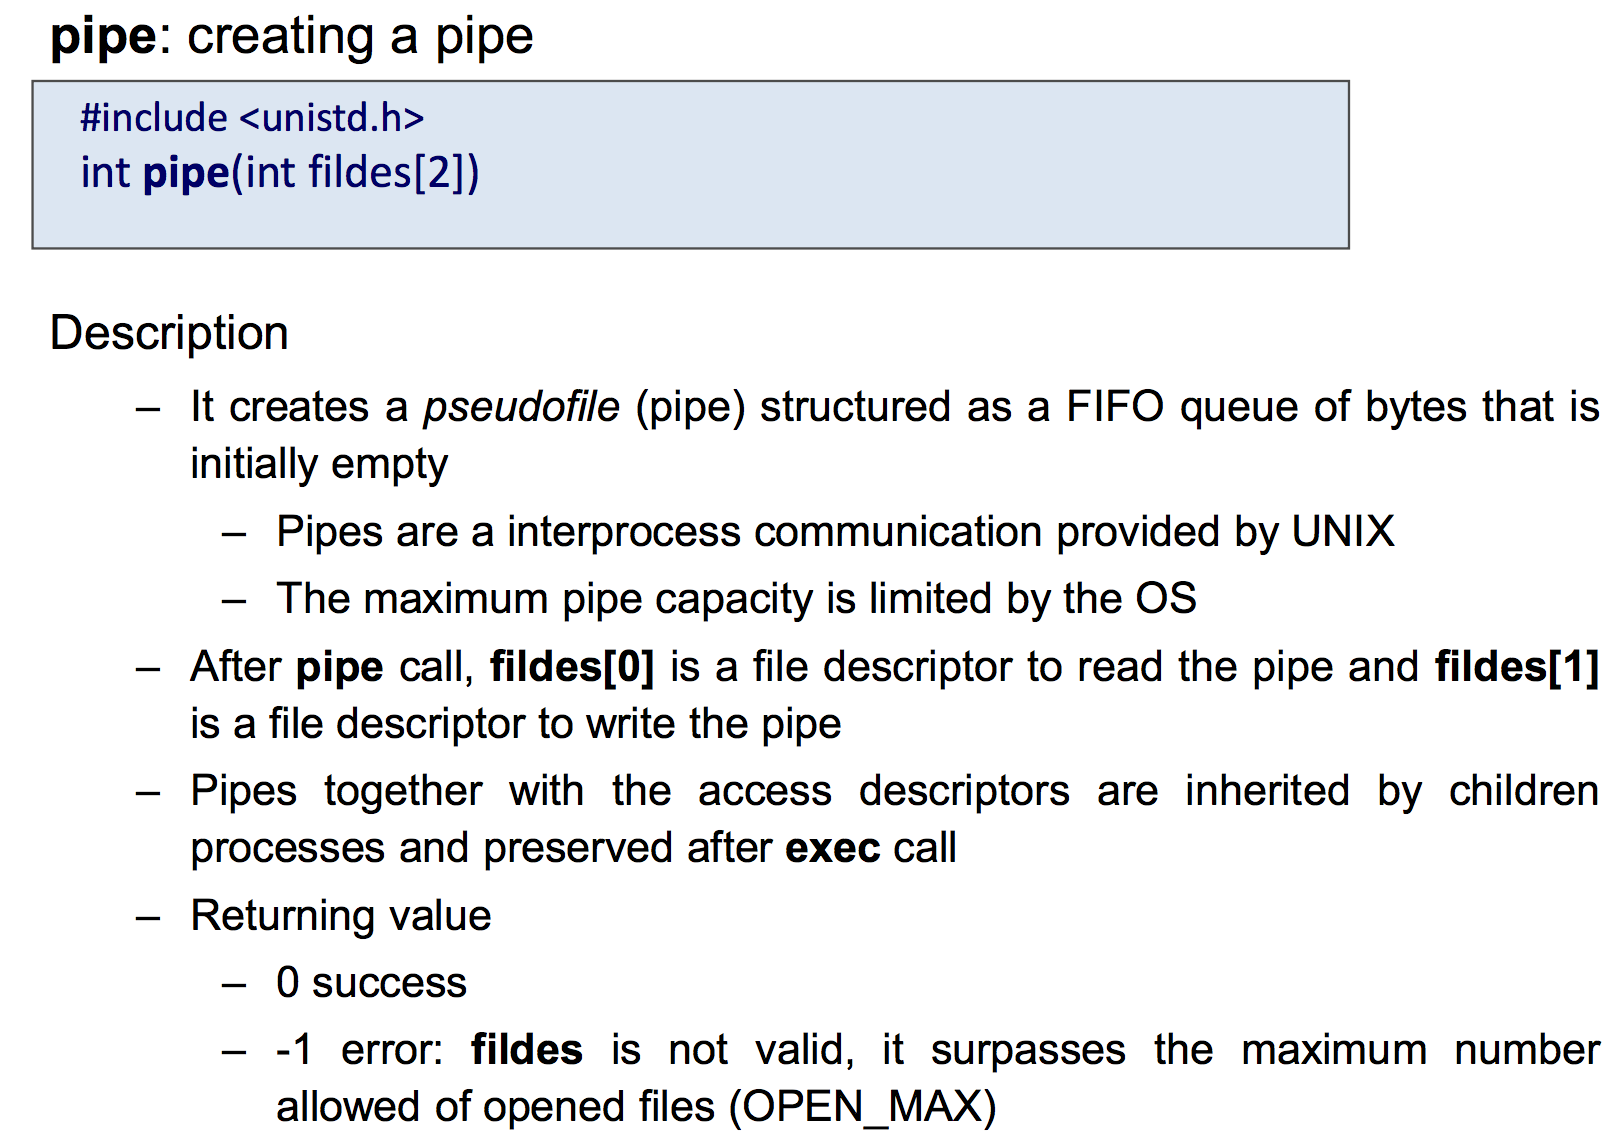 pipe: creating a pipe
#include <unistd.h>
int pipe(int fildes[2])
Description
– It creates a pseudofile (pipe) structured as a FIFO queue of bytes that is
initially empty
– Pipes are a interprocess communication provided by UNIX
– The maximum pipe capacity is limited by the OS
– After pipe call, fildes[0] is a file descriptor to read the pipe and fildes[1]
is a file descriptor to write the pipe
– Pipes together with the access descriptors are inherited by children
processes and preserved after exec call
– Returning value
– 0 success
– -1 error: fildes is not valid, it surpasses the maximum number
allowed of opened files (OPEN_MAX)